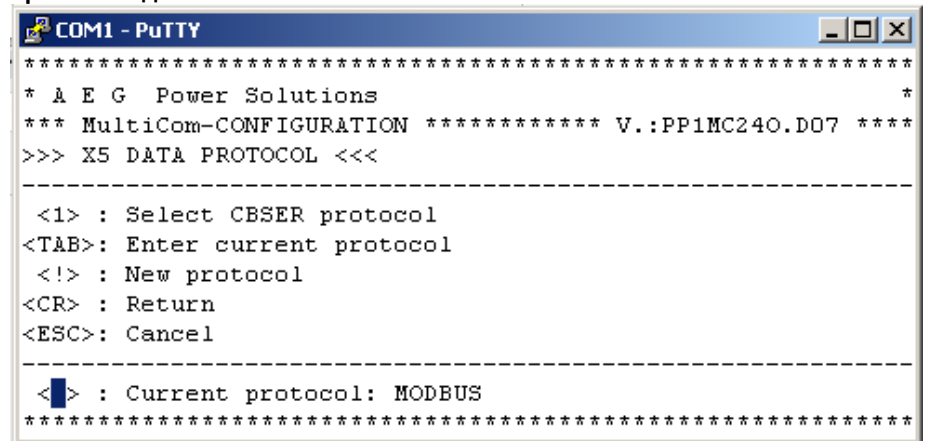 COM1 - PuTTY
************************************************************
* A E G  Power Solutions                                   *
*** MultiCom-CONFIGURATION ************ V.:PP1MC24O.D07 ****
>>> X5 DATA PROTOCOL <<<
------------------------------------------------------------
 <1> : Select CBSER protocol
<TAB>: Enter current protocol
 <!> : New protocol
<CR> : Return
<ESC>: Cancel
------------------------------------------------------------
 < > : Current protocol: MODBUS
************************************************************